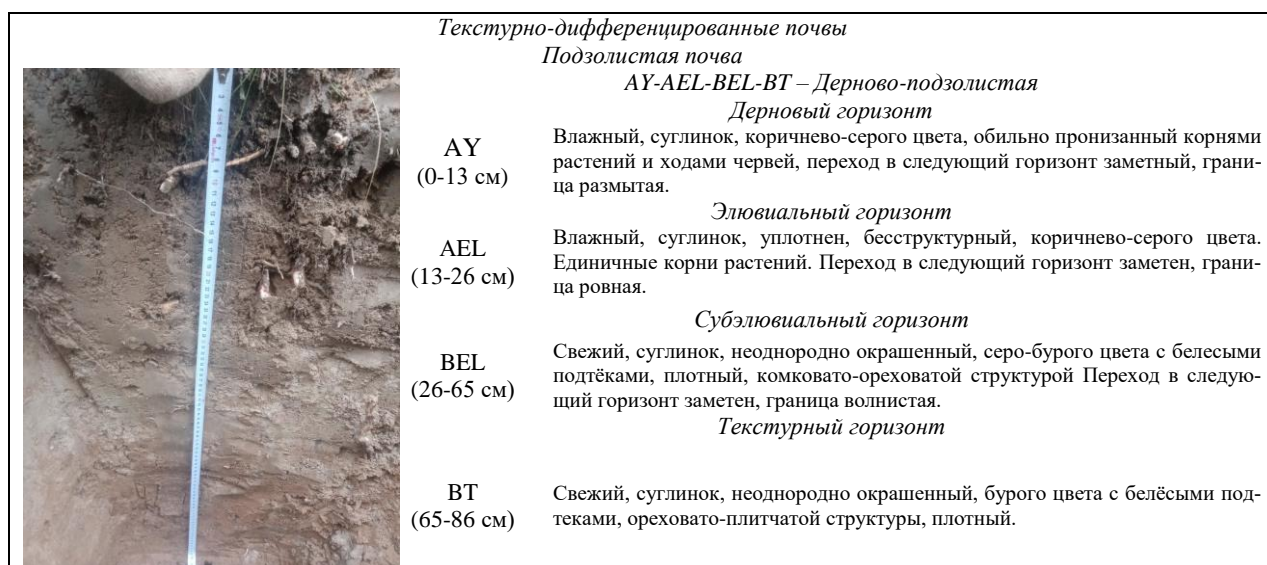 Текстурно-дифференцированные почвы
Подзолистая почва
AY-AEL-BEL-BT – Дерново-подзолистая
Дерновый горизонт
AY
(0-13 см)
Влажный, суглинок, коричнево-серого цвета, обильно пронизанный корнями
растений и ходами червей, переход в следующий горизонт заметный, грани-
ца размытая.
Элювиальный горизонт
AEL
(13-26 см)
Влажный, суглинок, уплотнен, бесструктурный, коричнево-серого цвета.
Единичные корни растений. Переход в следующий горизонт заметен, грани-
ца ровная.
Субэлювиальный горизонт
BEL
(26-65 см)
Свежий, суглинок, неоднородно окрашенный, серо-бурого цвета с белесыми
подтёками, плотный, комковато-ореховатой структурой Переход в следую-
щий горизонт заметен, граница волнистая.
Текстурный горизонт
BT
(65-86 см)
Свежий, суглинок, неоднородно окрашенный, бурого цвета с белёсыми под-
теками, ореховато-плитчатой структуры, плотный.